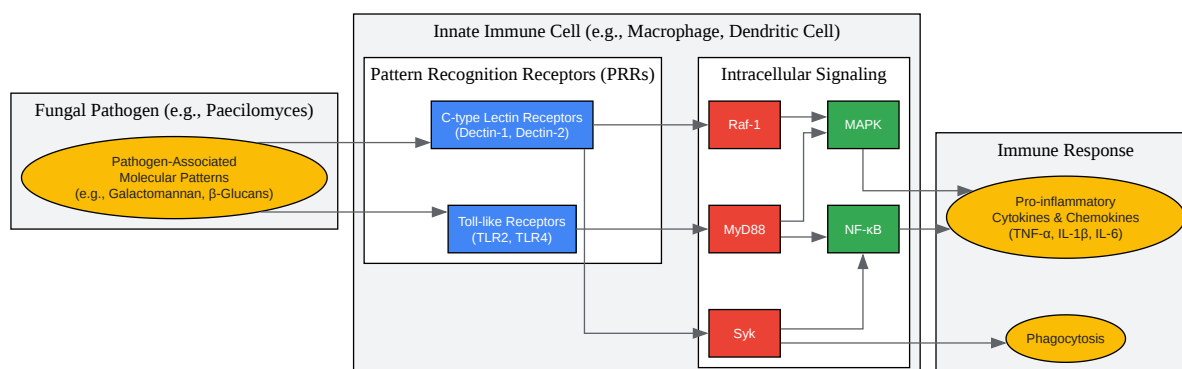 Innate Immune Cell (e.g., Macrophage, Dendritic Cell)
Pattern Recognition Receptors (PRRs)
Intracellular Signaling
Fungal Pathogen (e.g., Paecilomyces)
C-type Lectin Receptors
(Dectin-1, Dectin-2)
Raf-1
MAPK
Immune Response
Pathogen-Associated
Molecular Patterns
(e.g., Galactomannan, β-Glucans)
Toll-like Receptors
(TLR2, TLR4)
MyD88
NF-κB
Pro-inflammatory
Cytokines & Chemokines
(TNF-α, IL-1β, IL-6)
Syk
Phagocytosis